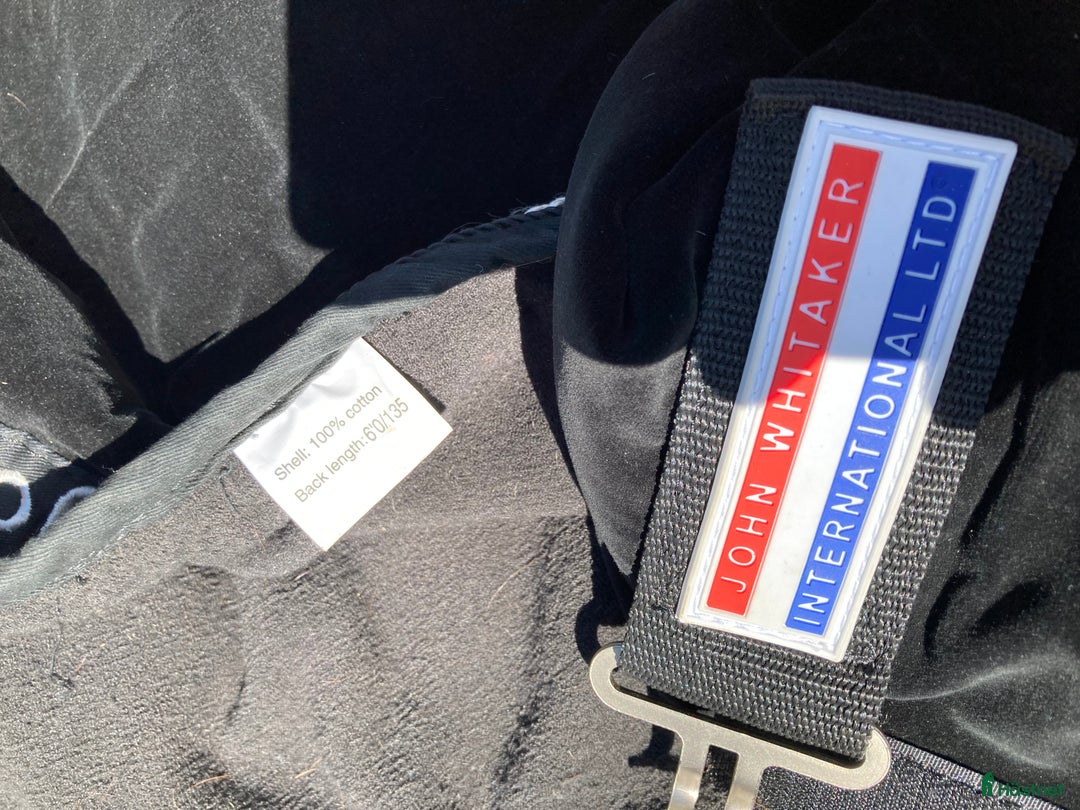 Shell: 100% cotton
Back length:6'0/135
JOHN WHITAKER
INTERNATIONAL LTD®